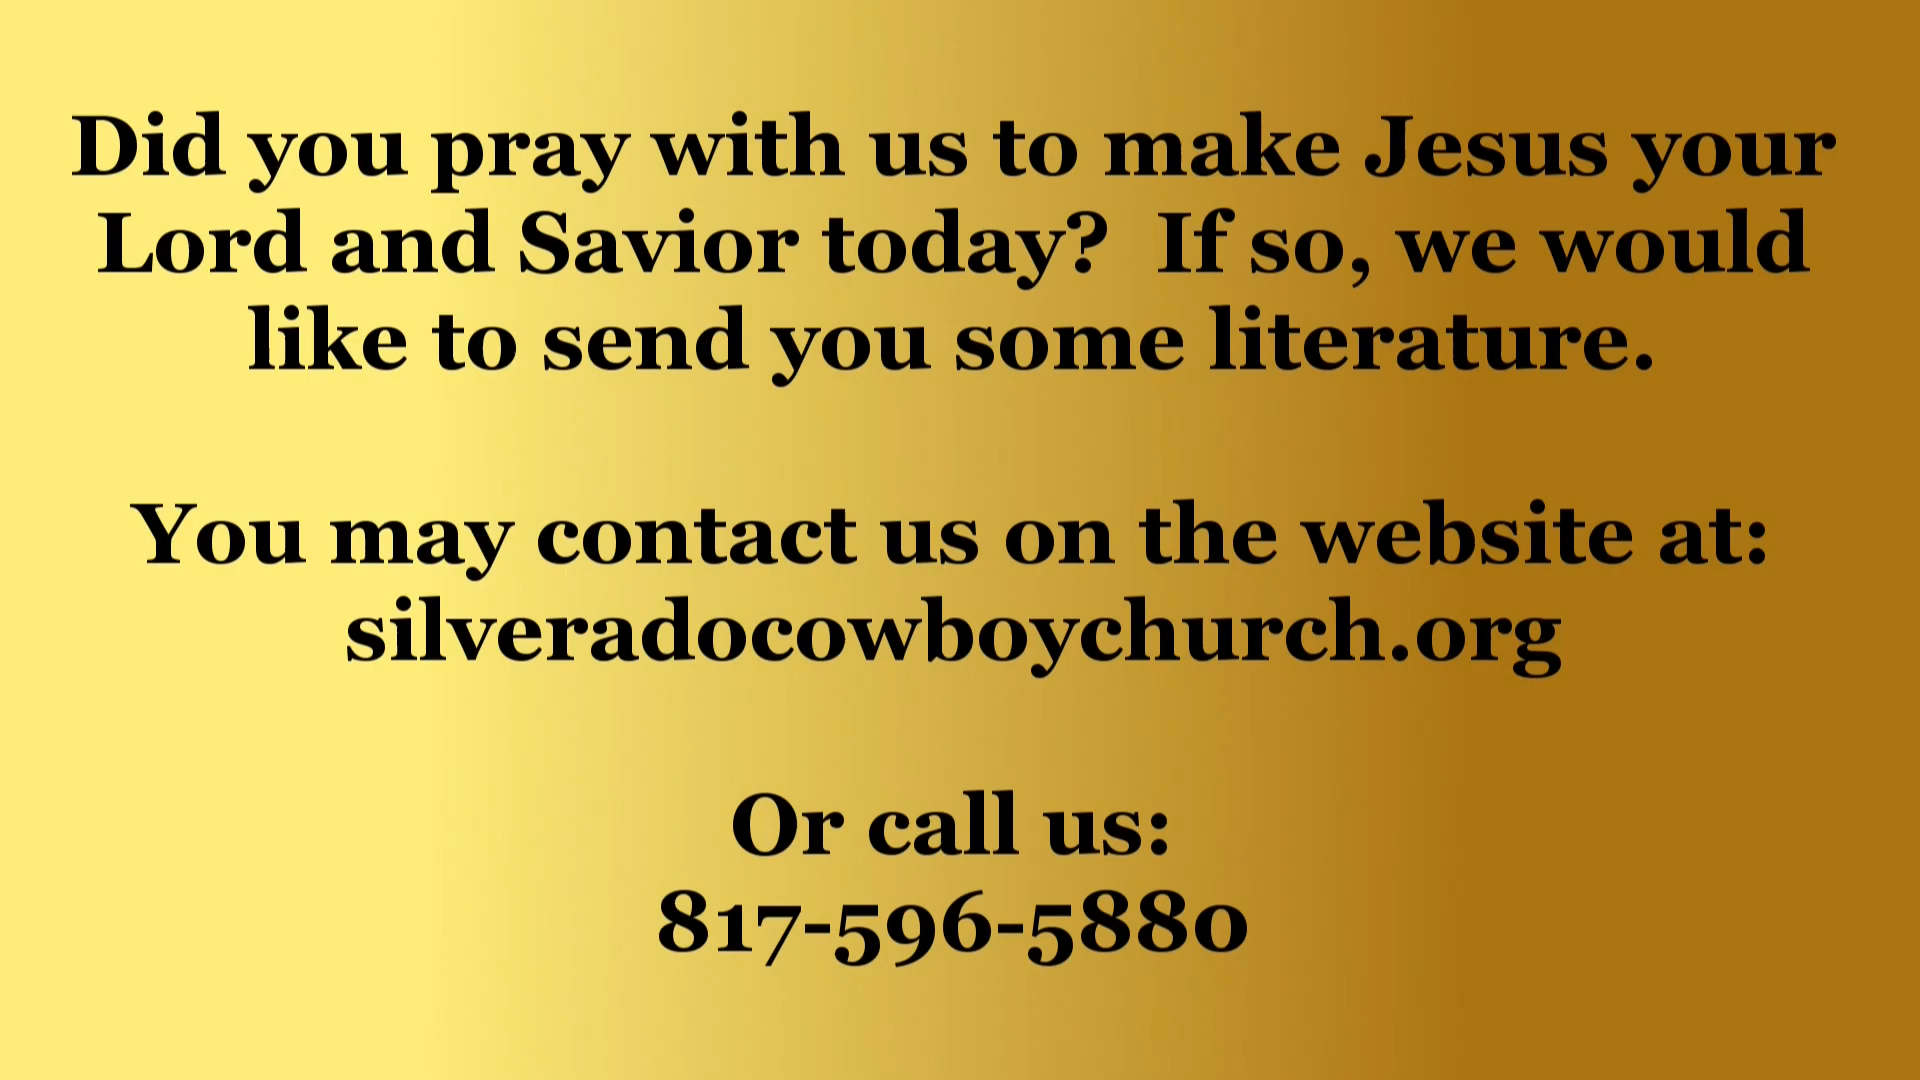 Did you pray with us to make Jesus your
Lord and Savior today?  If so, we would
like to send you some literature.
You may contact us on the website at:
silveradocowboychurch.org
Or call us:
817-596-5880